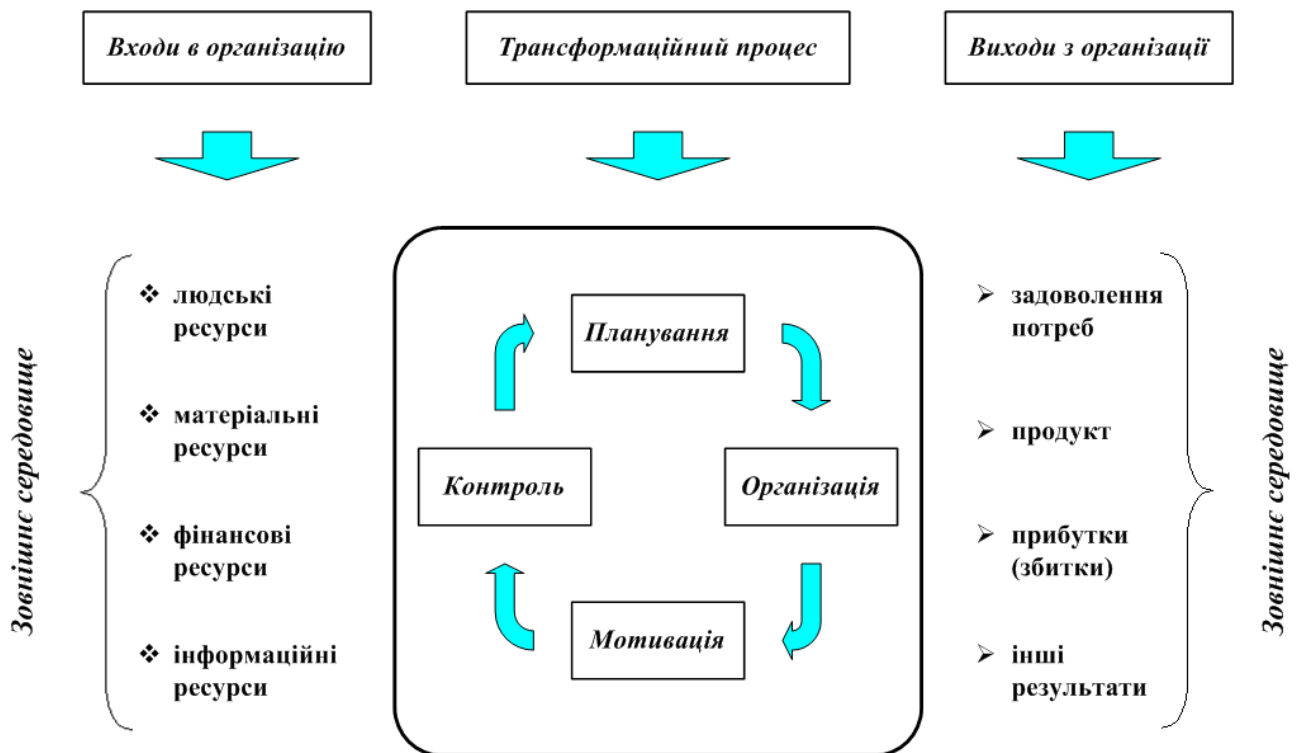 Входи в організацію
Трансформаційний процес
Виходи з організації
Зовнішнє середовище
людські
ресурси
матеріальні
ресурси
фінансові
ресурси
інформаційні
ресурси
Планування
Контроль
Організація
Мотивація
задоволення
потреб
продукт
прибутки
(збитки)
інші
результати
Зовнішнє середовище